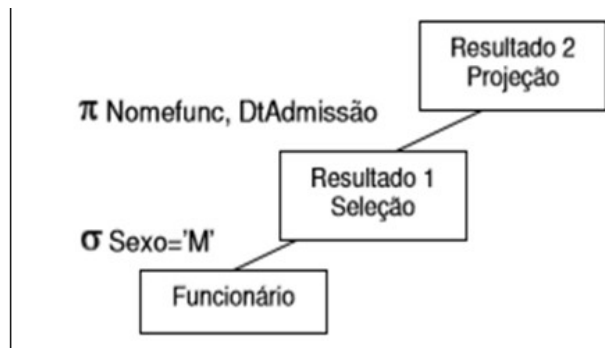 Resultado 2
Projeção
π Nomefunc, DtAdmissão
Resultado 1
Seleção
σ Sexo='M'
Funcionário